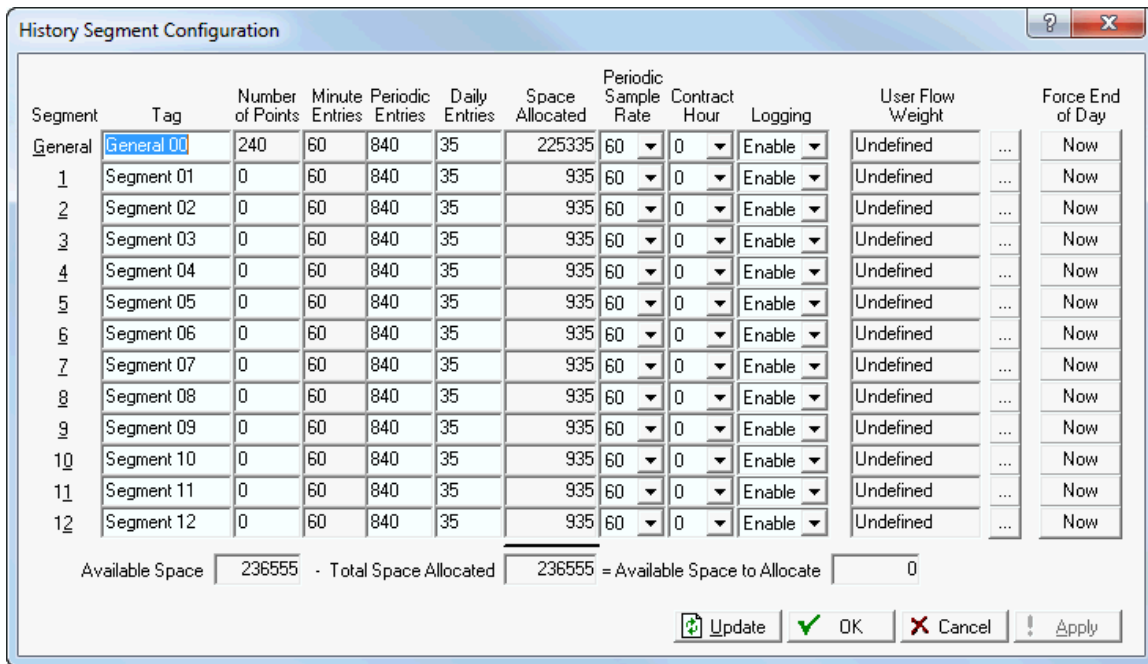 History Segment Configuration
Segment Tag Number of Points Minute Entries Periodic Entries Daily Entries Space Allocated Periodic Sample Rate Contract Hour Logging User Flow Weight Force End of Day
General General 00 240 60 840 35 225335 60 0 Enable Undefined ... Now
1 Segment 01 0 60 840 35 935 60 0 Enable Undefined ... Now
2 Segment 02 0 60 840 35 935 60 0 Enable Undefined ... Now
3 Segment 03 0 60 840 35 935 60 0 Enable Undefined ... Now
4 Segment 04 0 60 840 35 935 60 0 Enable Undefined ... Now
5 Segment 05 0 60 840 35 935 60 0 Enable Undefined ... Now
6 Segment 06 0 60 840 35 935 60 0 Enable Undefined ... Now
7 Segment 07 0 60 840 35 935 60 0 Enable Undefined ... Now
8 Segment 08 0 60 840 35 935 60 0 Enable Undefined ... Now
9 Segment 09 0 60 840 35 935 60 0 Enable Undefined ... Now
10 Segment 10 0 60 840 35 935 60 0 Enable Undefined ... Now
11 Segment 11 0 60 840 35 935 60 0 Enable Undefined ... Now
12 Segment 12 0 60 840 35 935 60 0 Enable Undefined ... Now
Available Space 236555 - Total Space Allocated 236555 = Available Space to Allocate 0
Update OK Cancel ! Apply